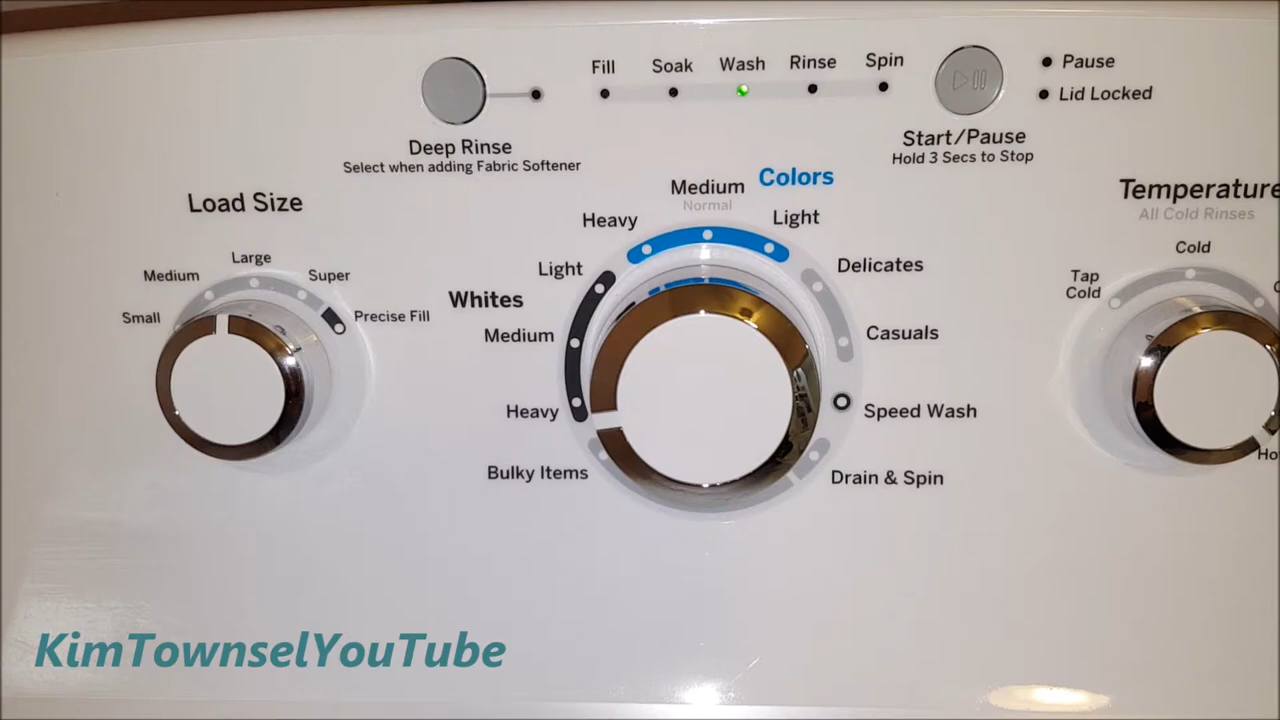 Fill Soak Wash Rinse Spin
Pause
Lid Locked
Deep Rinse
Select when adding Fabric Softener
Start/Pause
Hold 3 Secs to Stop
Load Size
Small
Medium
Large
Super
Precise Fill
Colors
Heavy
Medium
Normal
Light
Whites
Light
Medium
Heavy
Bulky Items
Delicates
Casuals
Speed Wash
Drain & Spin
Temperature
All Cold Rinses
Tap
Cold
Cold
KimTownselYouTube